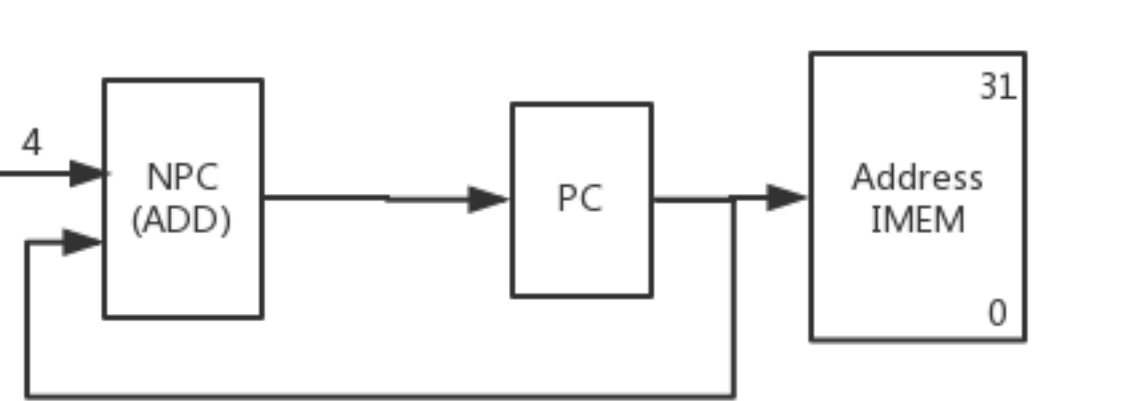 4
NPC
(ADD)
PC
31
Address
IMEM
0